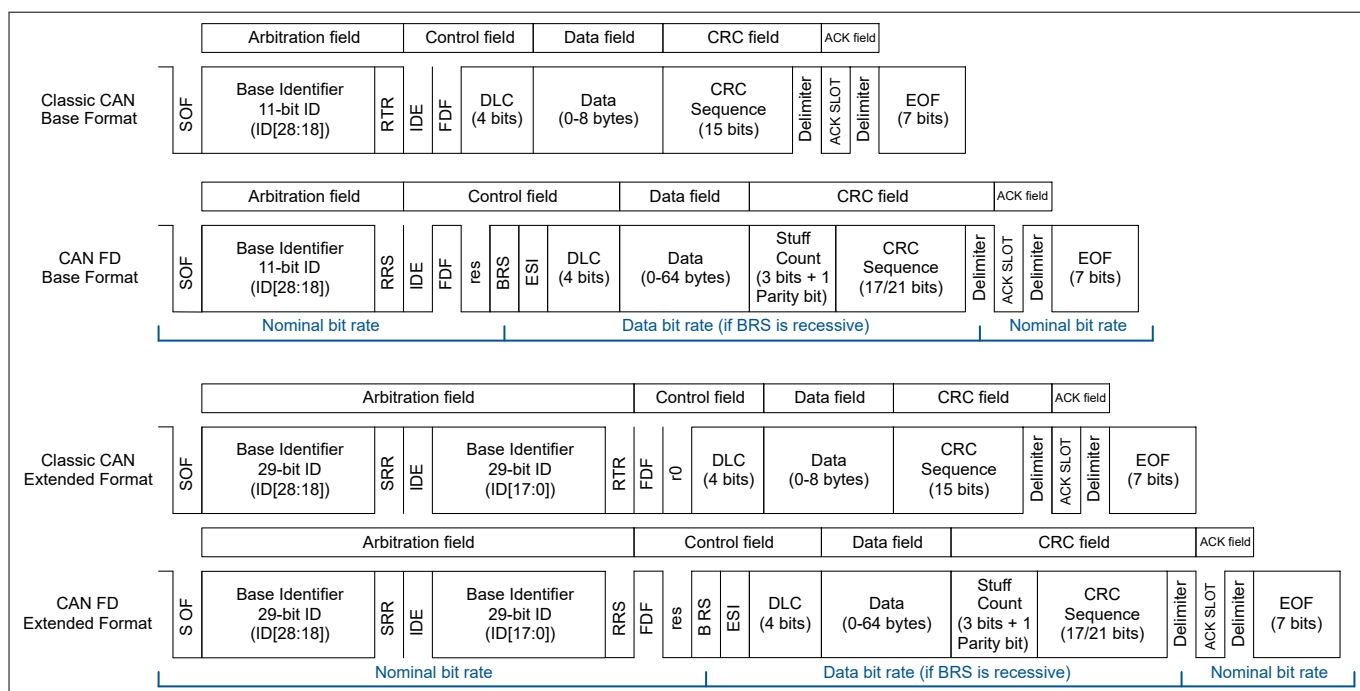 Arbitration field Control field Data field CRC field ACK field
Classic CAN
Base Format
SOF
Base Identifier
11-bit ID
(ID[28:18])
RTR
IDE
FDF
DLC
(4 bits)
Data
(0-8 bytes)
CRC
Sequence
(15 bits)
Delimiter
ACK SLOT
Delimiter
EOF
(7 bits)
Arbitration field Control field Data field CRC field ACK field
CAN FD
Base Format
SOF
Base Identifier
11-bit ID
(ID[28:18])
RRS
IDE
FDF
res
BRS
ESI
DLC
(4 bits)
Data
(0-64 bytes)
Stuff
Count
(3 bits + 1
Parity bit)
CRC
Sequence
(17/21 bits)
Delimiter
ACK SLOT
Delimiter
EOF
(7 bits)
Nominal bit rate Data bit rate (if BRS is recessive) Nominal bit rate
Arbitration field Control field Data field CRC field ACK field
Classic CAN
Extended Format
SOF
Base Identifier
29-bit ID
(ID[28:18])
SRR
IDE
Base Identifier
29-bit ID
(ID[17:0])
RTR
FDF
r0
DLC
(4 bits)
Data
(0-8 bytes)
CRC
Sequence
(15 bits)
Delimiter
ACK SLOT
Delimiter
EOF
(7 bits)
Arbitration field Control field Data field CRC field ACK field
CAN FD
Extended Format
S OF
Base Identifier
29-bit ID
(ID[28:18])
SRR
IDE
Base Identifier
29-bit ID
(ID[17:0])
RRS
FDF
res
B RS
ESI
DLC
(4 bits)
Data
(0-64 bytes)
Stuff
Count
(3 bits + 1
Parity bit)
CRC
Sequence
(17/21 bits)
Delimiter
ACK SLOT
Delimiter
EOF
(7 bits)
Nominal bit rate Data bit rate (if BRS is recessive) Nominal bit rate